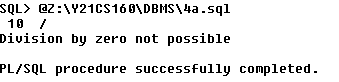 SQL> @Z:\Y21CS160\DBMS\4a.sql
10 /
Division by zero not possible
PL/SQL procedure successfully completed.